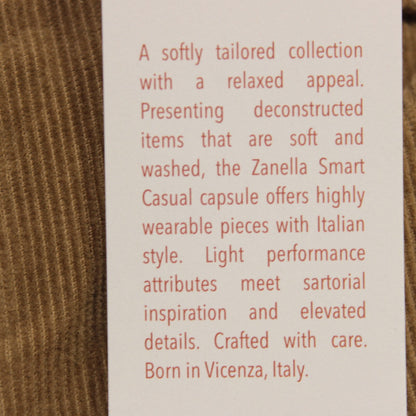 A softly tailored collection
with a relaxed appeal.
Presenting deconstructed
items that are soft and
washed, the Zanella Smart
Casual capsule offers highly
wearable pieces with Italian
style. Light performance
attributes meet sartorial
inspiration and elevated
details. Crafted with care.
Born in Vicenza, Italy.